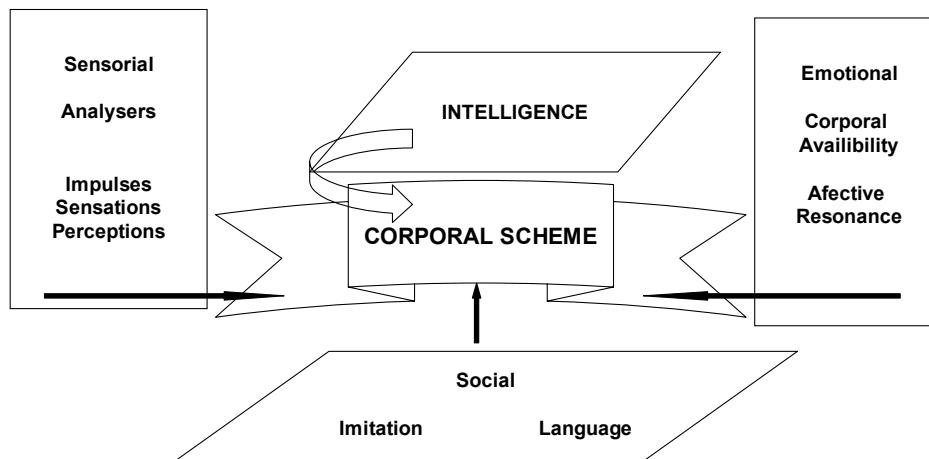 Sensorial
Analysers
Impulses
Sensations
Perceptions
INTELLIGENCE
CORPORAL SCHEME
Emotional
Corporal
Availibility
Afective
Resonance
Social
Imitation Language